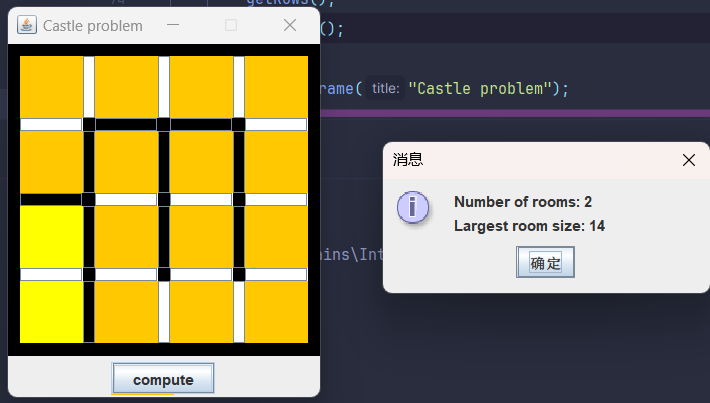 getRows();
();
rame( title: "Castle problem");
Castle problem
消息
Number of rooms: 2
Largest room size: 14
确定
ains\Int
compute